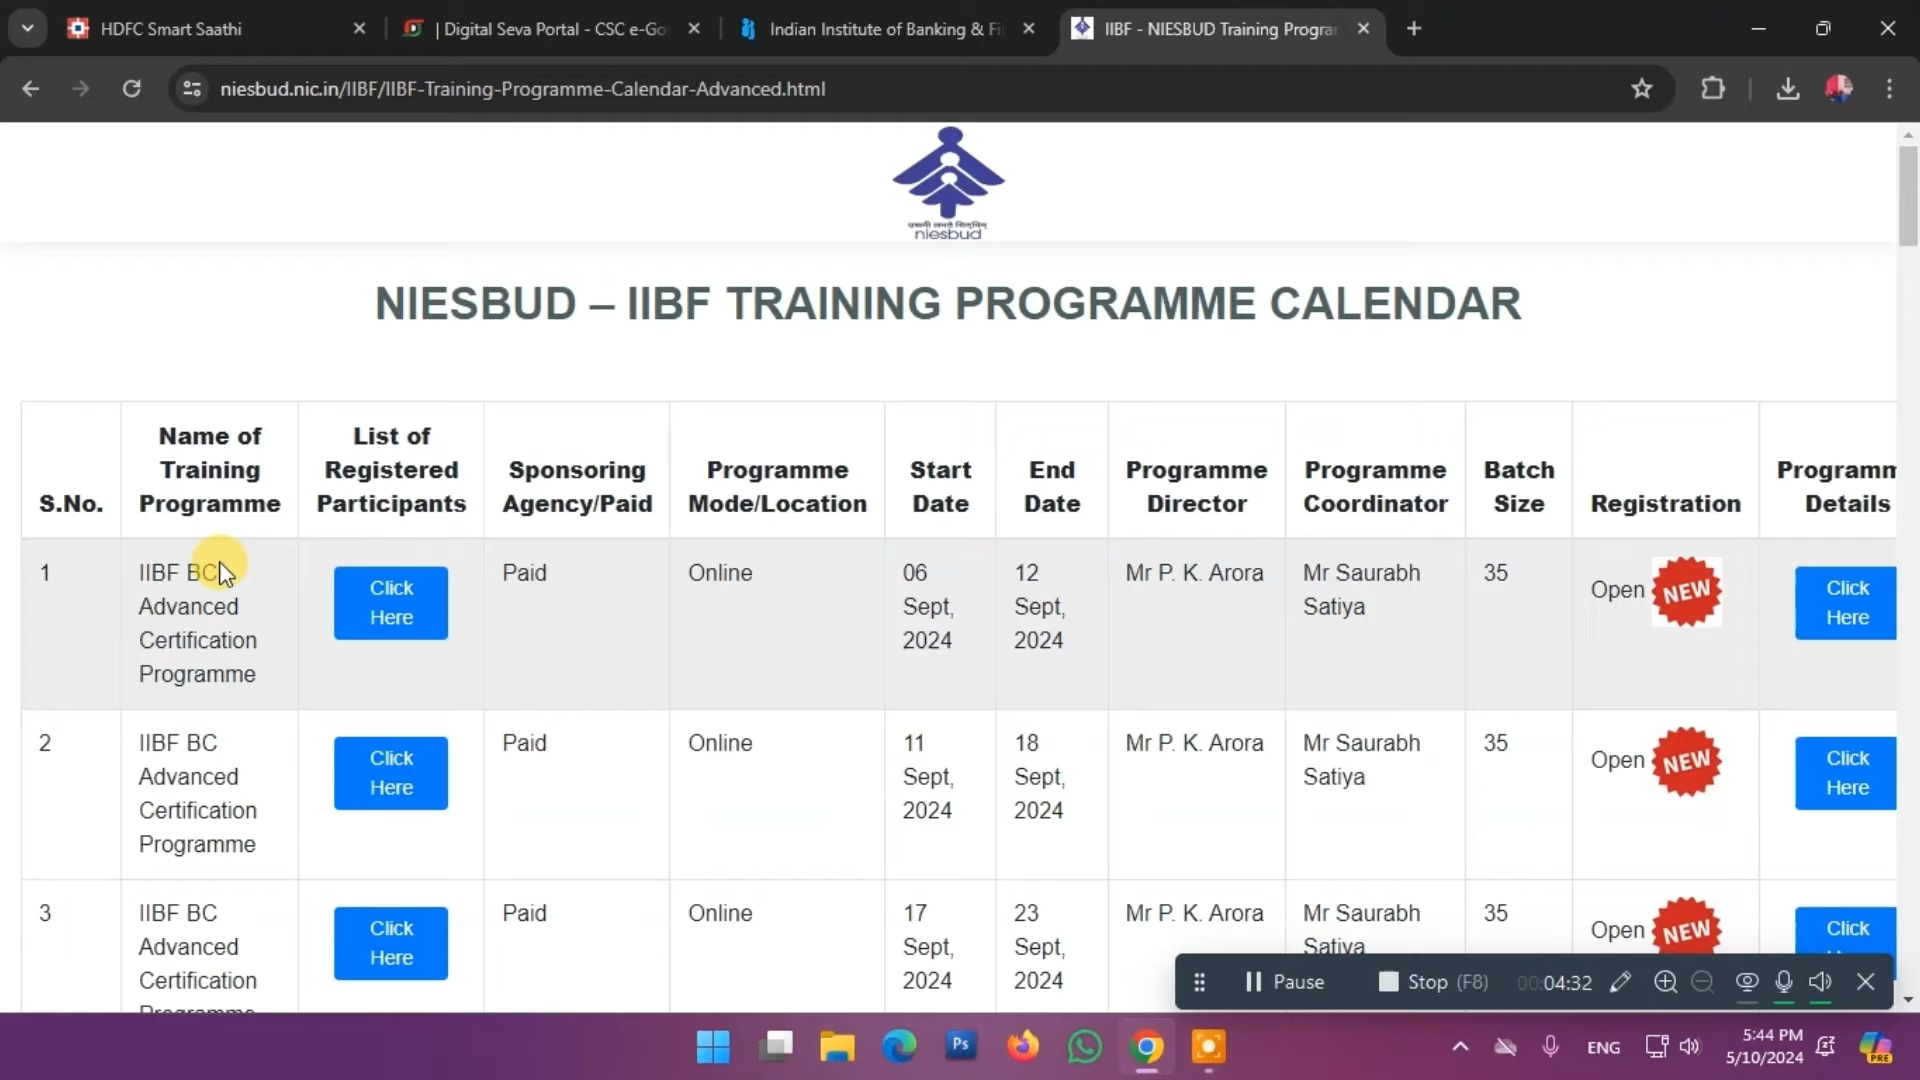 HDFC Smart Saathi
| Digital Seva Portal - CSC e-Go
Indian Institute of Banking & Fi
IIBF - NIESBUD Training Progra
niesbud.nic.in/IIBF/IIBF-Training-Programme-Calendar-Advanced.html
niesbud
NIESBUD – IIBF TRAINING PROGRAMME CALENDAR
S.No. Name of Training Programme List of Registered Participants Sponsoring Agency/Paid Programme Mode/Location Start Date End Date Programme Director Programme Coordinator Batch Size Registration Programm Details
1 IIBF BC Click Here Paid Online 06 12 Mr P. K. Arora Mr Saurabh 35 Open NEW Click Here
Advanced Sept, Sept, Satiya
Certification 2024 2024
Programme
2 IIBF BC Click Here Paid Online 11 18 Mr P. K. Arora Mr Saurabh 35 Open NEW Click Here
Advanced Sept, Sept, Satiya
Certification 2024 2024
Programme
3 IIBF BC Click Here Paid Online 17 23 Mr P. K. Arora Mr Saurabh 35 Open NEW Click
Advanced Sept, Sept, Satiya
Certification 2024 2024
Programme
Pause Stop (F8) 00:04:32
Ps
ENG
5:44 PM
5/10/2024
PRE